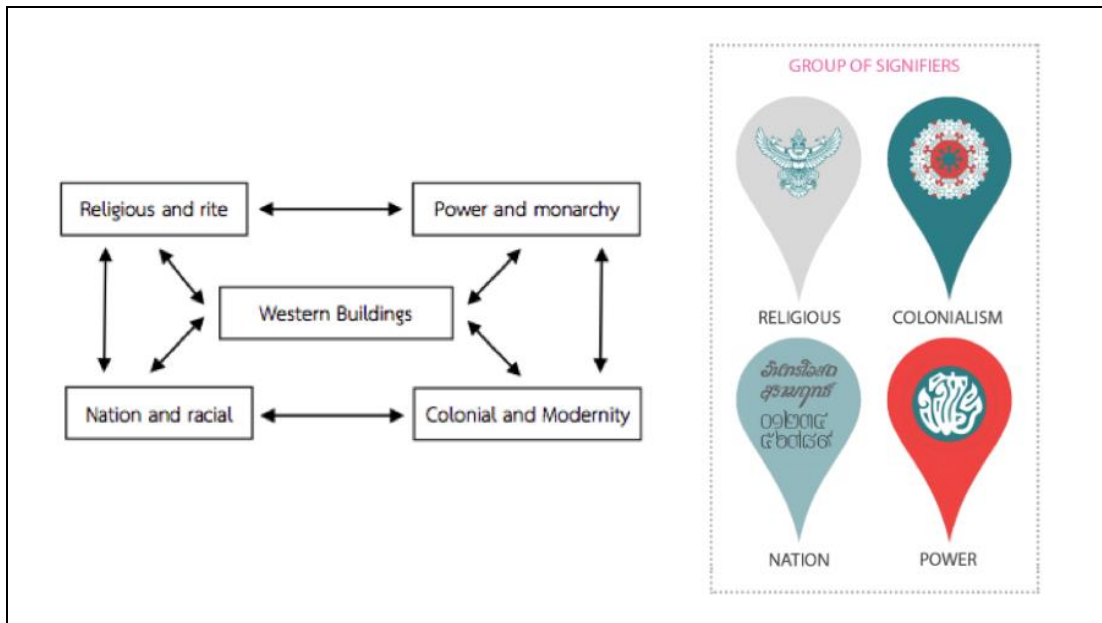 GROUP OF SIGNIFIERS
Religious and rite
Power and monarchy
Western Buildings
Nation and racial
Colonial and Modernity
RELIGIOUS
COLONIALISM
๐๑๒๓๔
๕๖๗๘๙
NATION
POWER